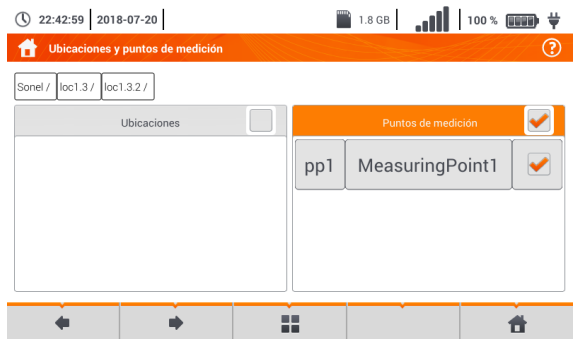 22:42:59 2018-07-20 1.8 GB 100 %
Ubicaciones y puntos de medición ?
Sonel / loc1.3 / loc1.3.2 /
Ubicaciones Puntos de medición
pp1 MeasuringPoint1